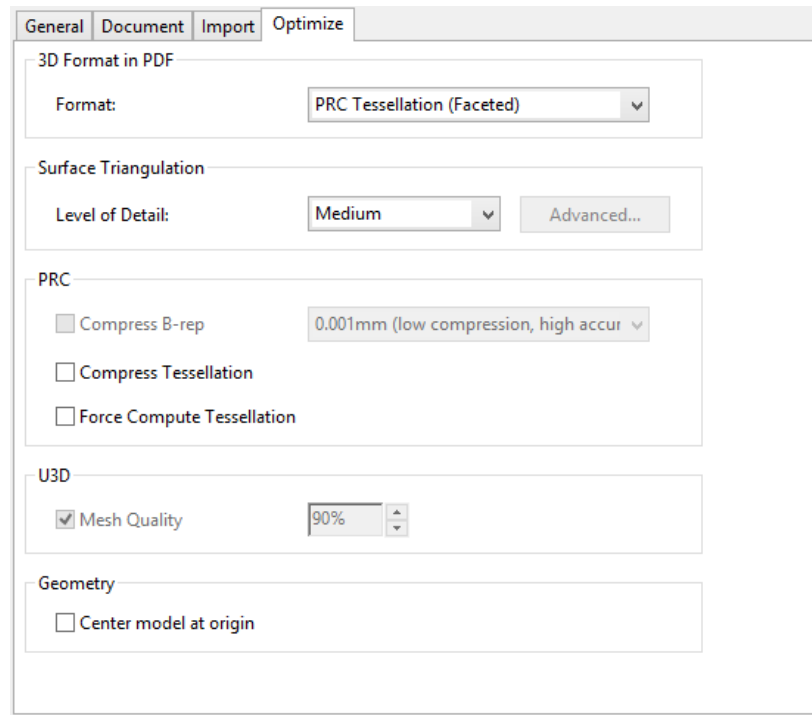 General Document Import Optimize
3D Format in PDF
Format: PRC Tessellation (Faceted)
Surface Triangulation
Level of Detail: Medium Advanced...
PRC
Compress B-rep 0.001mm (low compression, high accur
Compress Tessellation
Force Compute Tessellation
U3D
Mesh Quality 90%
Geometry
Center model at origin